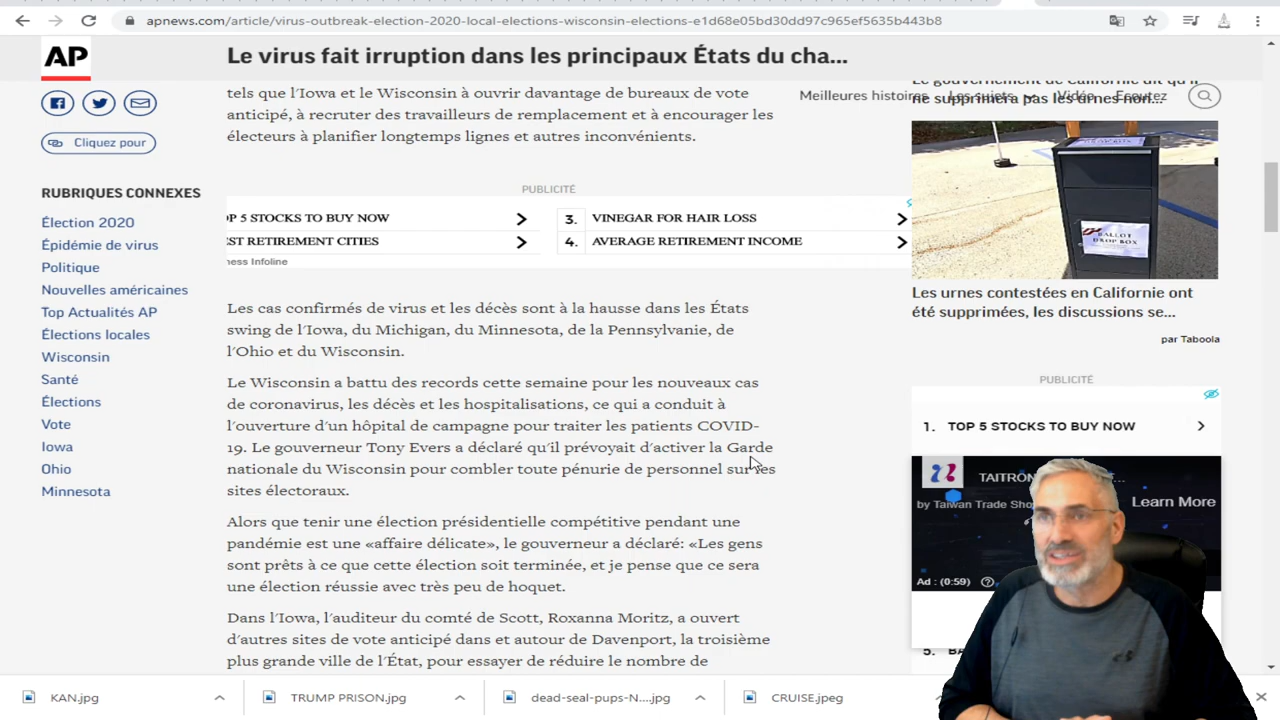 apnews.com/article/virus-outbreak-election-2020-local-elections-wisconsin-elections-e1d68e05bd30dd97c965ef5635b443b8
AP
Le virus fait irruption dans les principaux États du cha...
Meilleures histoires
Les sujets
Vidéo
Écoutez
Cliquez pour
RUBRIQUES CONNEXES
Élection 2020
Épidémie de virus
Politique
Nouvelles américaines
Top Actualités AP
Élections locales
Wisconsin
Santé
Élections
Vote
Iowa
Ohio
Minnesota
tels que l'Iowa et le Wisconsin à ouvrir davantage de bureaux de vote
anticipé, à recruter des travailleurs de remplacement et à encourager les
électeurs à planifier longtemps lignes et autres inconvénients.
PUBLICITÉ
OP 5 STOCKS TO BUY NOW
3. VINEGAR FOR HAIR LOSS
EST RETIREMENT CITIES
4. AVERAGE RETIREMENT INCOME
ness Infoline
Les cas confirmés de virus et les décès sont à la hausse dans les États
swing de l'Iowa, du Michigan, du Minnesota, de la Pennsylvanie, de
l'Ohio et du Wisconsin.
Le Wisconsin a battu des records cette semaine pour les nouveaux cas
de coronavirus, les décès et les hospitalisations, ce qui a conduit à
l'ouverture d'un hôpital de campagne pour traiter les patients COVID-
19. Le gouverneur Tony Evers a déclaré qu'il prévoyait d'activer la Garde
nationale du Wisconsin pour combler toute pénurie de personnel sur les
sites électoraux.
Alors que tenir une élection présidentielle compétitive pendant une
pandémie est une «affaire délicate», le gouverneur a déclaré: «Les gens
sont prêts à ce que cette élection soit terminée, et je pense que ce sera
une élection réussie avec très peu de hoquet.
Dans l'Iowa, l'auditeur du comté de Scott, Roxanna Moritz, a ouvert
d'autres sites de vote anticipé dans et autour de Davenport, la troisième
plus grande ville de l'État, pour essayer de réduire le nombre de
Le gouvernement de Californie dit qu'il
ne supprimera pas les urnes non...
BALLOT
DROP BOX
Les urnes contestées en Californie ont
été supprimées, les discussions se...
par Taboola
PUBLICITÉ
1. TOP 5 STOCKS TO BUY NOW
TAITRON
by Taiwan Trade Sho
Learn More
Ad : (0:59)
5.
KAN.jpg
TRUMP PRISON.jpg
dead-seal-pups-N....jpg
CRUISE.jpeg